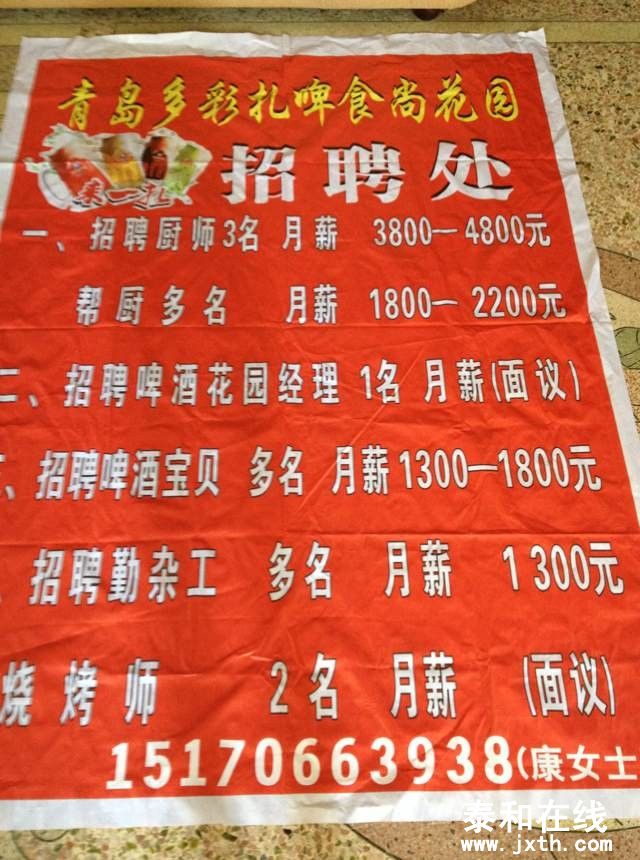 青岛多彩扎啤食尚花园
来一扎
招聘处
一、招聘厨师3名 月薪 3800—4800元
帮厨多名 月薪 1800—2200元
二、招聘啤酒花园经理 1名 月薪(面议)
、招聘啤酒宝贝 多名 月薪1300—1800元
、招聘勤杂工 多名 月薪 1300元
烧烤师 2名 月薪 (面议)
15170663938(康女士
泰和在线
www.jxth.com